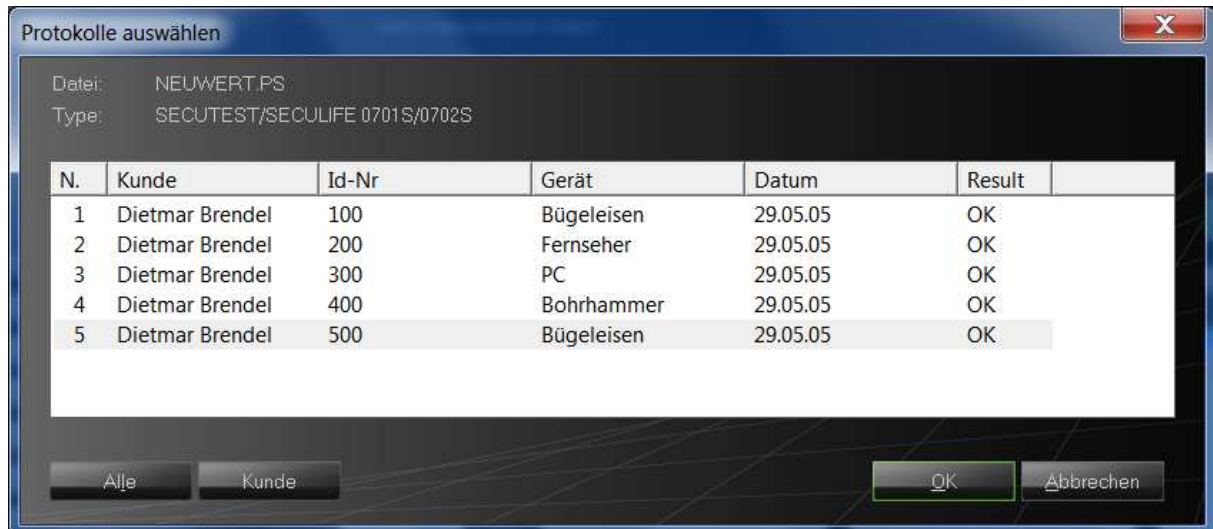 Protokolle auswählen
Datei: NEUWERT.PS
Type: SECUTEST/SECULIFE 0701S/0702S
N. Kunde Id-Nr Gerät Datum Result
1 Dietmar Brendel 100 Bügeleisen 29.05.05 OK
2 Dietmar Brendel 200 Fernseher 29.05.05 OK
3 Dietmar Brendel 300 PC 29.05.05 OK
4 Dietmar Brendel 400 Bohrhammer 29.05.05 OK
5 Dietmar Brendel 500 Bügeleisen 29.05.05 OK
Alle Kunde OK Abbrechen